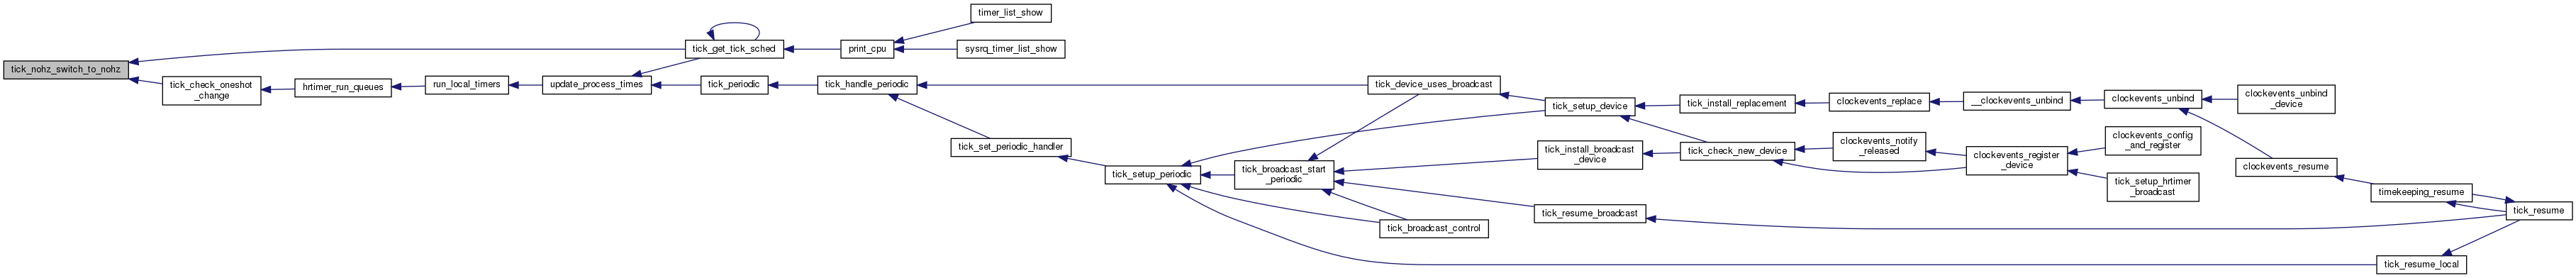 timer_list_show
tick_get_tick_sched
print_cpu
sysrq_timer_list_show
tick_nohz_switch_to_nohz
tick_check_oneshot
_change
hrtimer_run_queues
run_local_timers
update_process_times
tick_periodic
tick_handle_periodic
tick_device_uses_broadcast
tick_setup_device
tick_install_replacement
clockevents_replace
__clockevents_unbind
clockevents_unbind
clockevents_unbind
_device
tick_set_periodic_handler
tick_setup_periodic
tick_broadcast_start
_periodic
tick_install_broadcast
_device
tick_check_new_device
clockevents_notify
_released
clockevents_register
_device
clockevents_config
_and_register
tick_setup_hrtimer
_broadcast
clockevents_resume
timekeeping_resume
tick_resume
tick_resume_broadcast
tick_broadcast_control
tick_resume_local